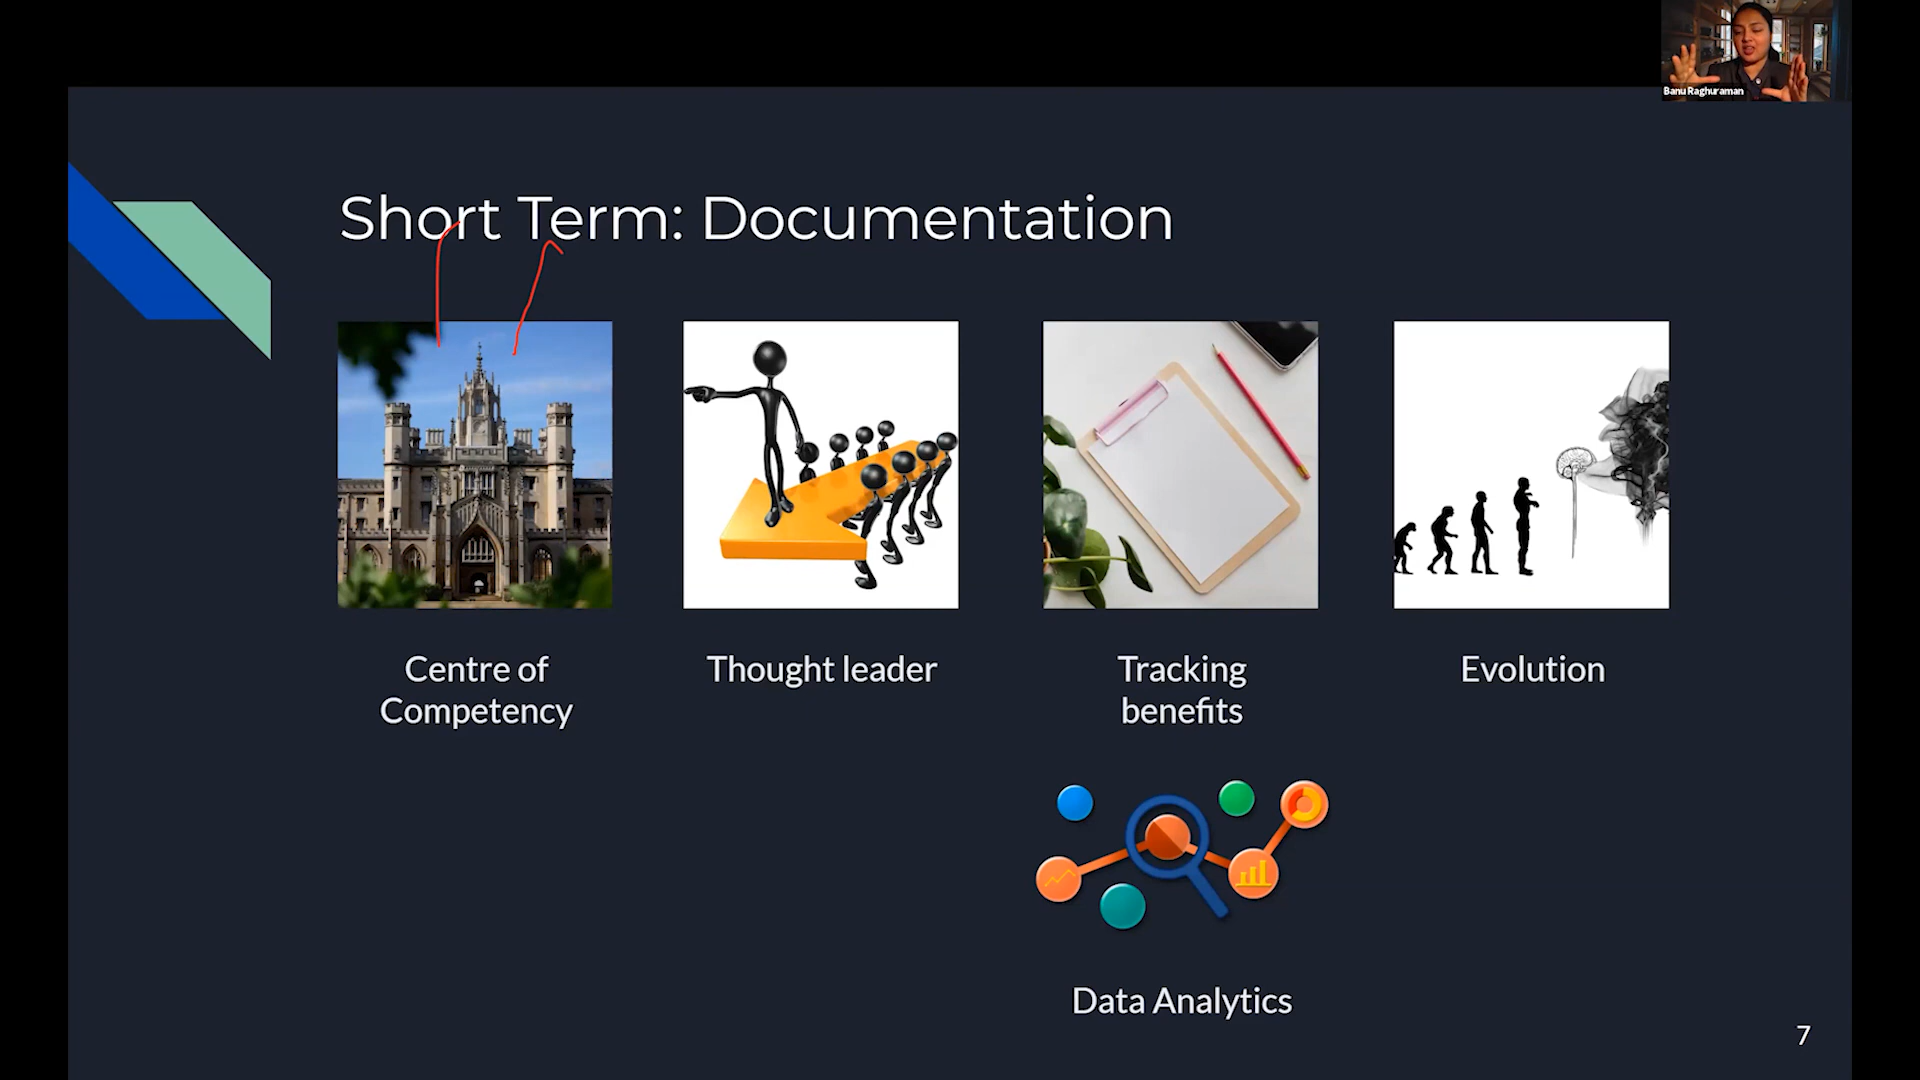 Banu Raghuraman
Short Term: Documentation
Centre of
Competency
Thought leader
Tracking
benefits
Evolution
Data Analytics
7